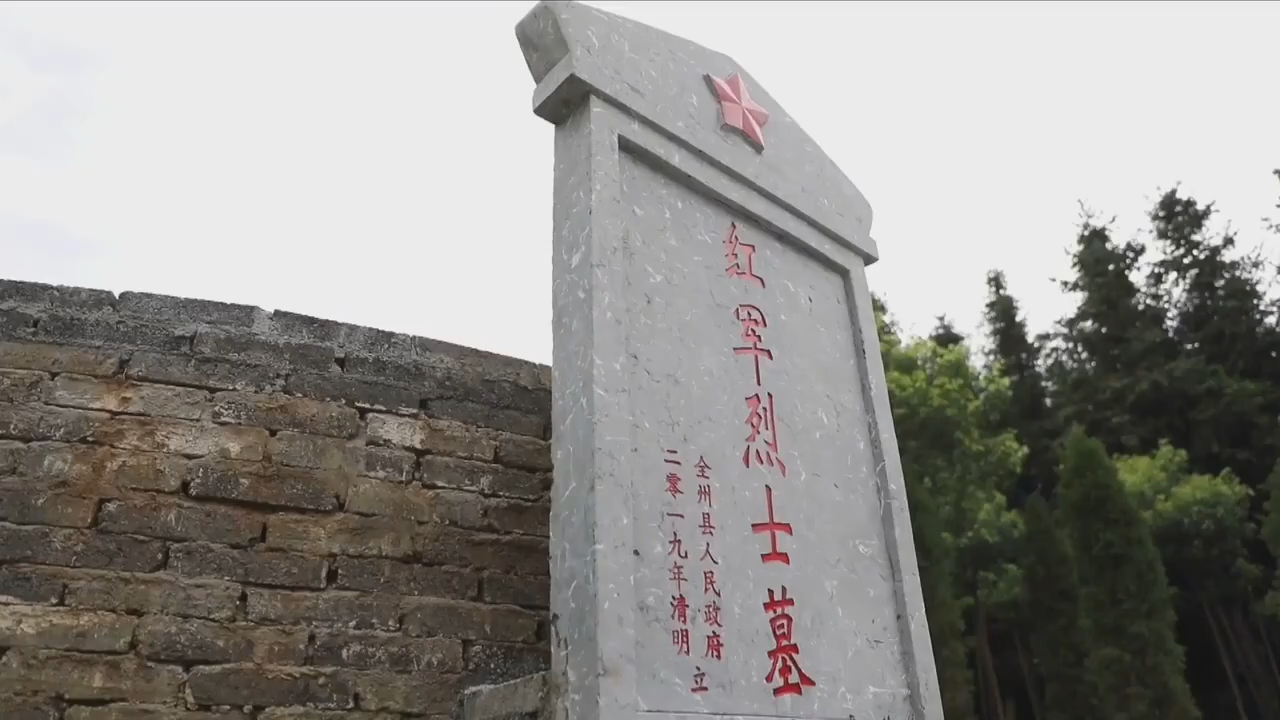 红军烈士墓
全州县人民政府
二零一九年清明
立